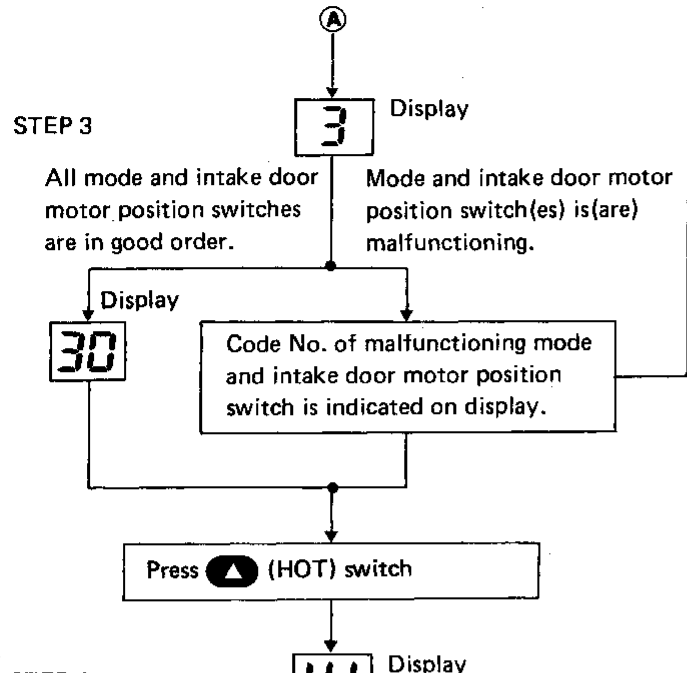 A
Display
3
STEP 3
All mode and intake door
motor position switches
are in good order.
Mode and intake door motor
position switch(es) is(are)
malfunctioning.
Display
30
Code No. of malfunctioning mode
and intake door motor position
switch is indicated on display.
Press (HOT) switch
Display